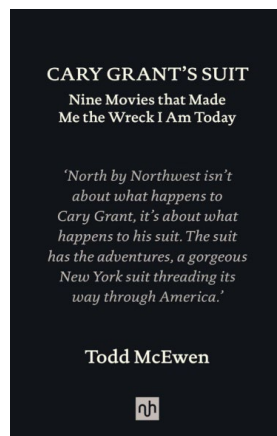 CARY GRANT'S SUIT
Nine Movies that Made
Me the Wreck I Am Today
‘North by Northwest isn’t
about what happens to
Cary Grant, it’s about what
happens to his suit. The suit
has the adventures, a gorgeous
New York suit threading its
way through America.’
Todd McEwen
nh